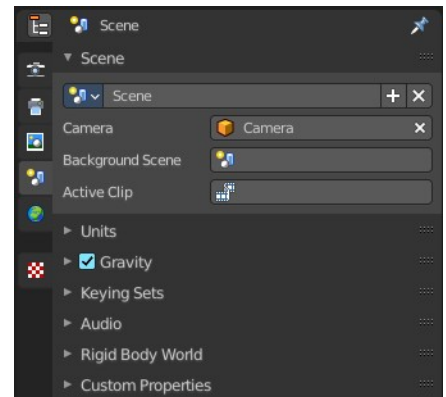 Scene
Scene
Scene
Camera Camera
Background Scene
Active Clip
Units
Gravity
Keying Sets
Audio
Rigid Body World
Custom Properties